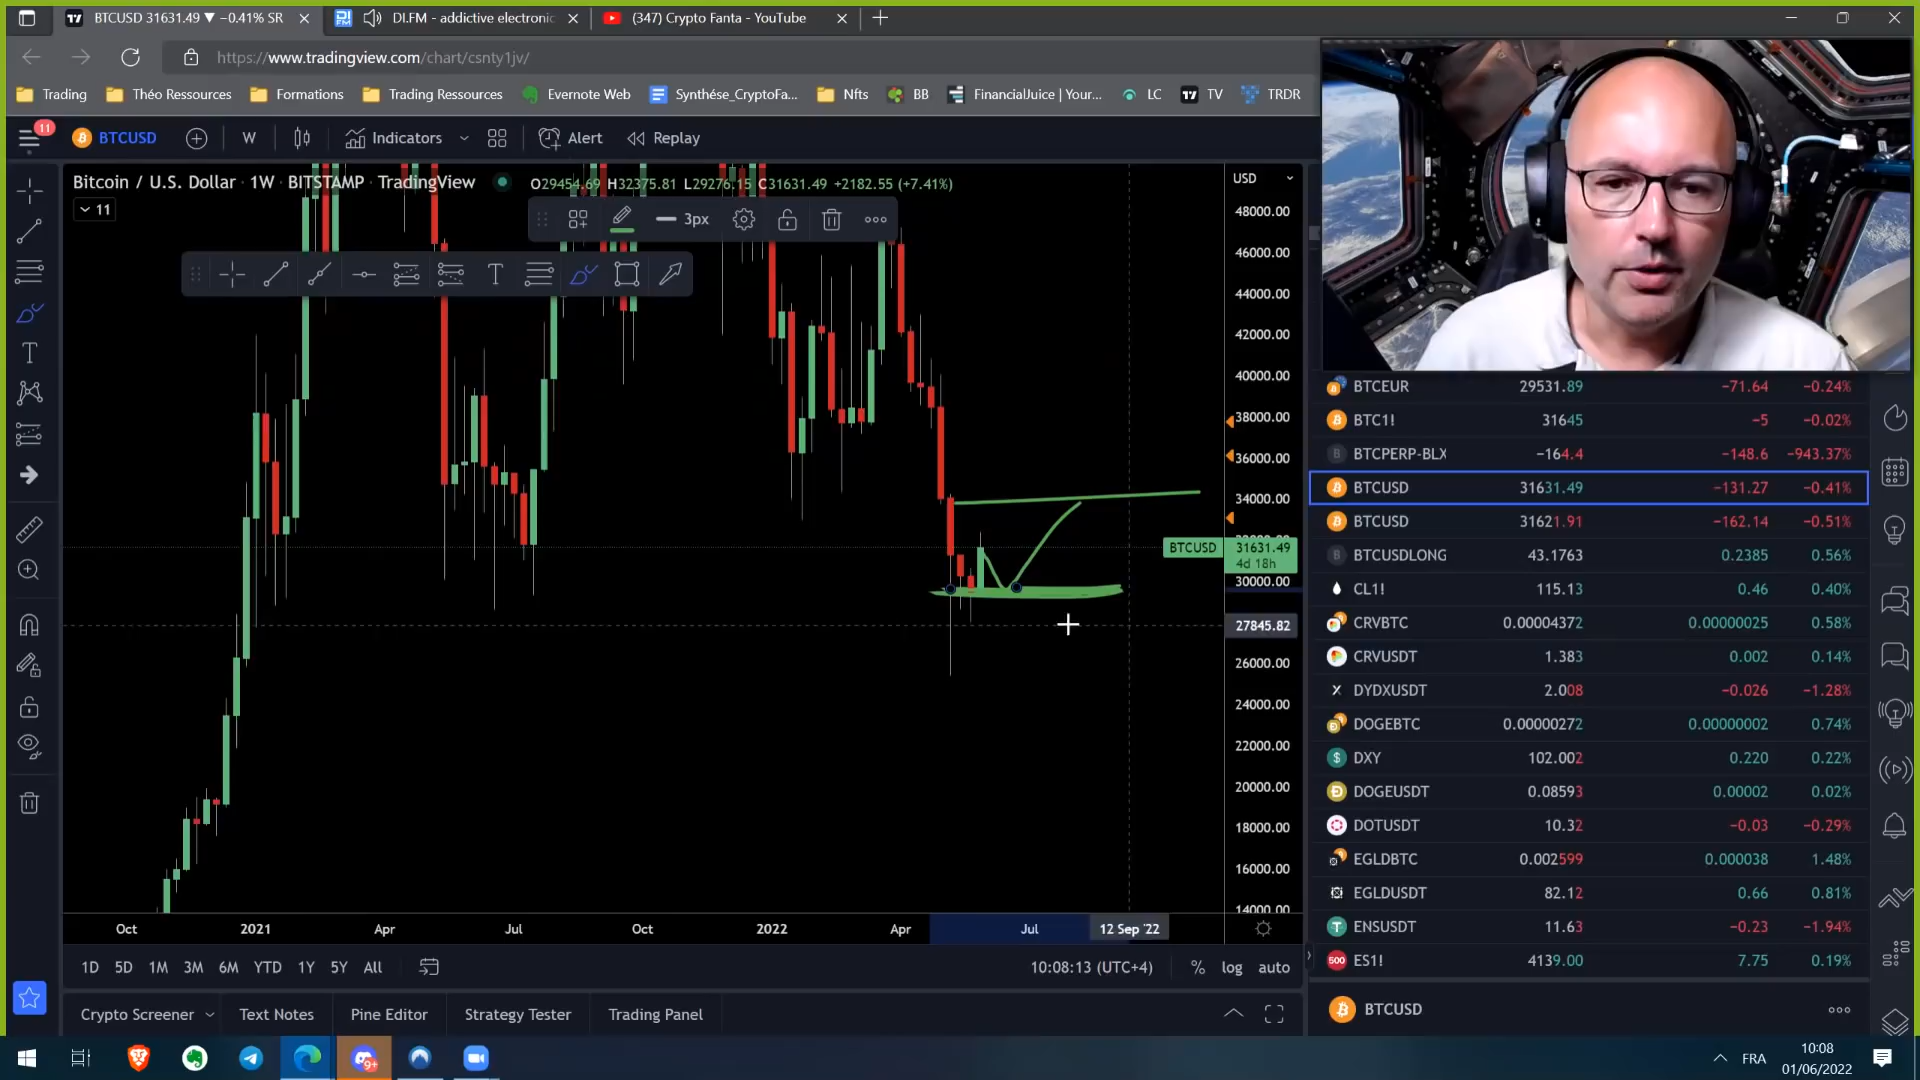 BTCUSD 31631.49 ▼ −0.41% SR
DI.FM - addictive electronic
(347) Crypto Fanta - YouTube
https://www.tradingview.com/chart/csnty1jv/
Trading
Théo Ressources
Formations
Trading Ressources
Evernote Web
Synthése_CryptoFa...
Nfts
BB
FinancialJuice | Your...
LC
TV
TRDR
11
BTCUSD
W
Indicators
Alert
Replay
Bitcoin / U.S. Dollar · 1W · BITSTAMP · TradingView
O29454.69 H32375.81 L29276.15 C31631.49 +2182.55 (+7.41%)
USD
11
3px
T
T
48000.00
46000.00
44000.00
42000.00
40000.00
38000.00
36000.00
34000.00
BTCUSD
31631.49
4d 18h
30000.00
27845.82
26000.00
24000.00
22000.00
20000.00
18000.00
16000.00
14000.00
Oct
2021
Apr
Jul
Oct
2022
Apr
Jul
12 Sep '22
1D
5D
1M
3M
6M
YTD
1Y
5Y
All
10:08:13 (UTC+4)
%
log
auto
Crypto Screener
Text Notes
Pine Editor
Strategy Tester
Trading Panel
BTCEUR 29531.89 −71.64 −0.24%
BTC1! 31645 −5 −0.02%
BTCPERP-BLX −164.4 −148.6 −943.37%
BTCUSD 31631.49 −131.27 −0.41%
BTCUSD 31621.91 −162.14 −0.51%
BTCUSDLONG 43.1763 0.2385 0.56%
CL1! 115.13 0.46 0.40%
CRVBTC 0.00004372 0.00000025 0.58%
CRVUSDT 1.383 0.002 0.14%
DYDXUSDT 2.008 −0.026 −1.28%
DOGEBTC 0.00000272 0.00000002 0.74%
DXY 102.002 0.220 0.22%
DOGEUSDT 0.08593 0.00002 0.02%
DOTUSDT 10.32 −0.03 −0.29%
EGLDBTC 0.002599 0.000038 1.48%
EGLDUSDT 82.12 0.66 0.81%
ENSUSDT 11.63 −0.23 −1.94%
500 ES1! 4139.00 7.75 0.19%
BTCUSD
9+
FRA
10:08
01/06/2022